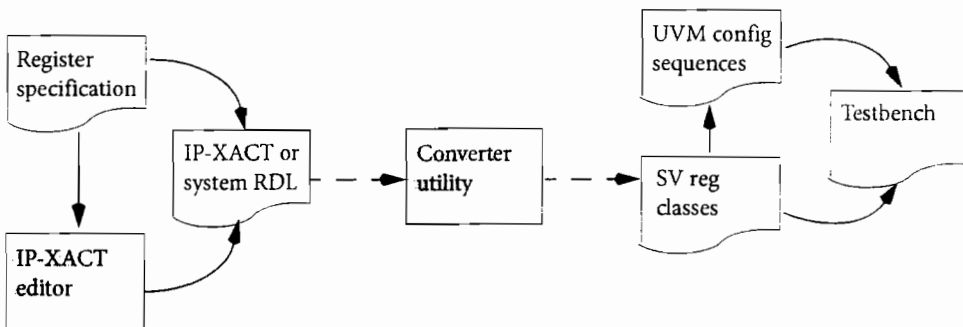 Register
specification
IP-XACT
editor
IP-XACT or
system RDL
Converter
utility
UVM config
sequences
SV reg
classes
Testbench